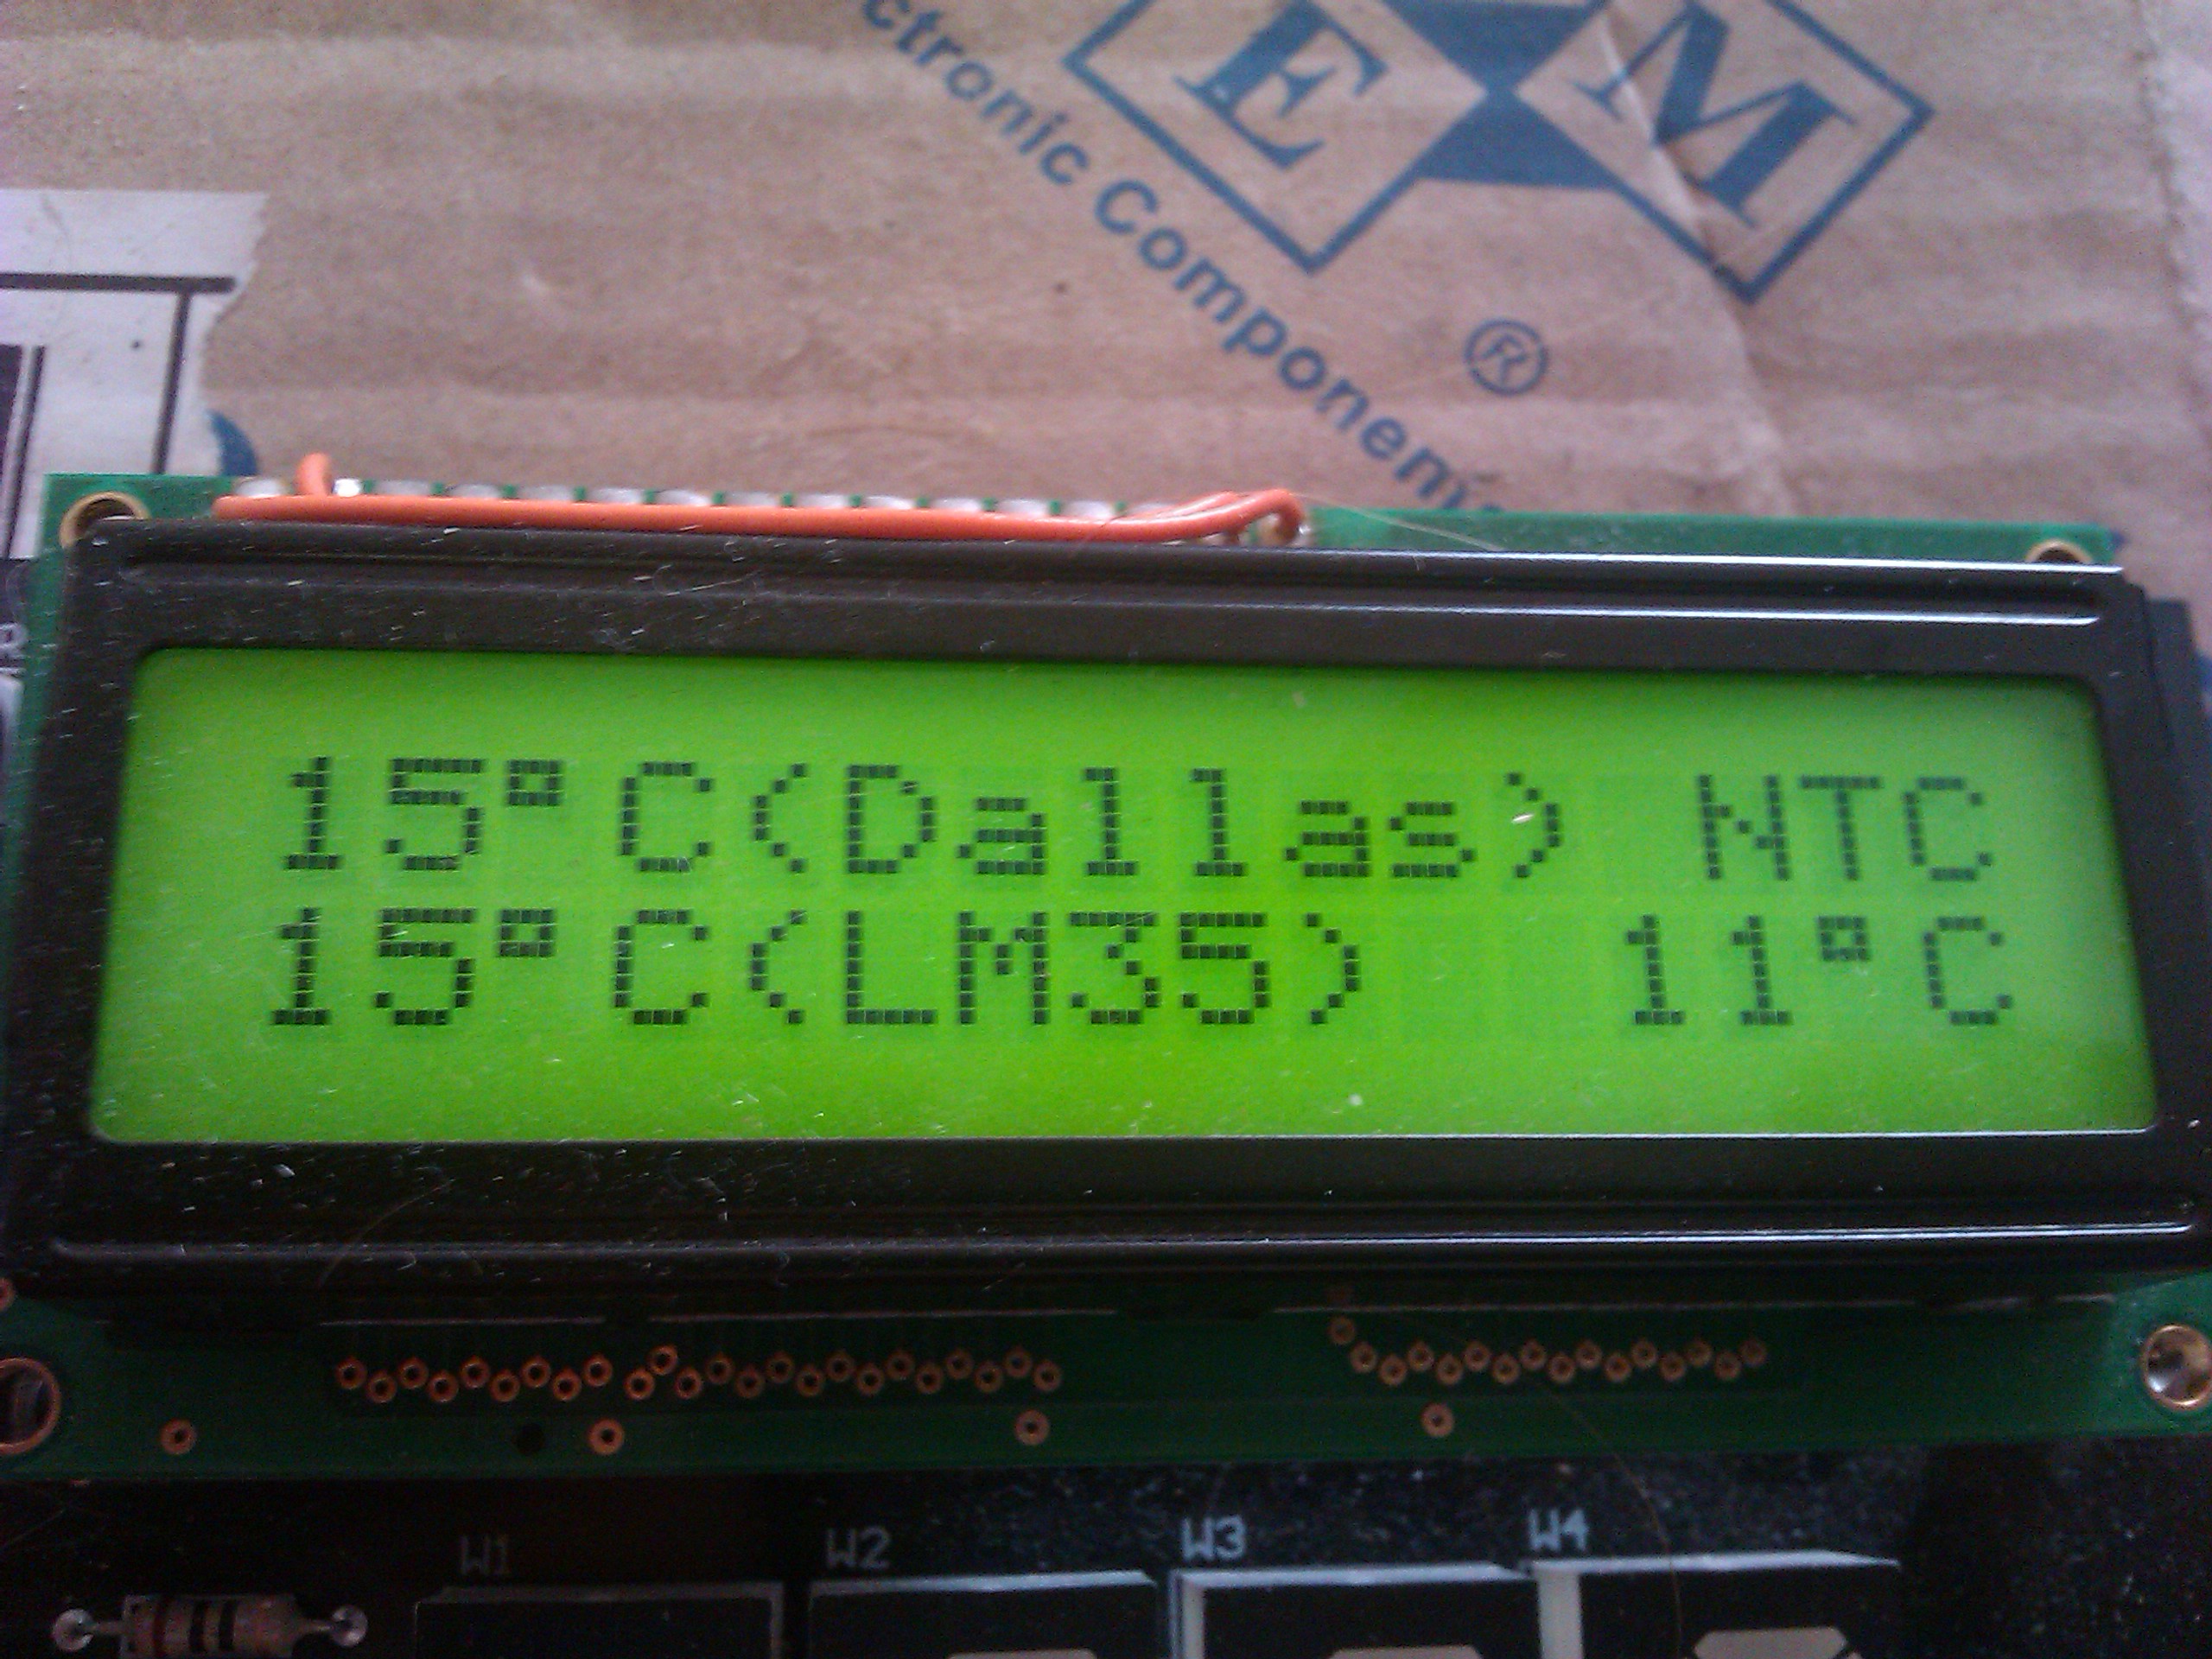 E M
ctronic Componen
®
15°C(Dallas) NTC
15°C(LM35) 11°C
W1 W2 W3 W4